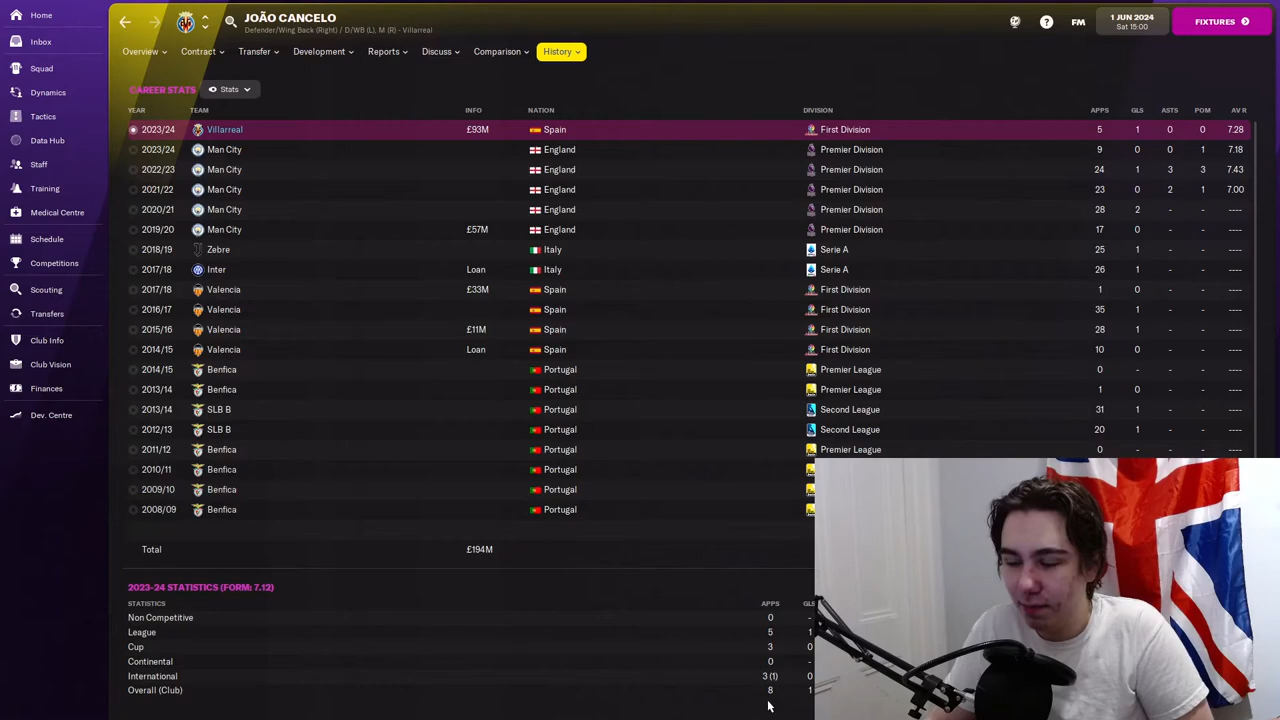 Home
Inbox
Squad
Dynamics
Tactics
Data Hub
Staff
Training
Medical Centre
Schedule
Competitions
Scouting
Transfers
Club Info
Club Vision
Finances
Dev. Centre
JOÃO CANCELO
Defender/Wing Back (Right) / D/WB (L), M (R) - Villarreal
FM
1 JUN 2024
Sat 15:00
FIXTURES
Overview Contract Transfer Development Reports Discuss Comparison History
CAREER STATS Stats
YEAR TEAM INFO NATION DIVISION APPS GLS ASTS POM AV R
2023/24 Villarreal £93M Spain First Division 5 1 0 0 7.28
2023/24 Man City England Premier Division 9 0 0 1 7.18
2022/23 Man City England Premier Division 24 1 3 3 7.43
2021/22 Man City England Premier Division 23 0 2 1 7.00
2020/21 Man City England Premier Division 28 2 - - ----
2019/20 Man City £57M England Premier Division 17 0 - - ----
2018/19 Zebre Italy Serie A 25 1 - - ----
2017/18 Inter Loan Italy Serie A 26 1 - - ----
2017/18 Valencia £33M Spain First Division 1 0 - - ----
2016/17 Valencia Spain First Division 35 1 - - ----
2015/16 Valencia £11M Spain First Division 28 1 - - ----
2014/15 Valencia Loan Spain First Division 10 0 - - ----
2014/15 Benfica Portugal Premier League 0 - - - ----
2013/14 Benfica Portugal Premier League 1 0 - - ----
2013/14 SLB B Portugal Second League 31 1 - - ----
2012/13 SLB B Portugal Second League 20 1 - - ----
2011/12 Benfica Portugal Premier League 0 - - - ----
2010/11 Benfica Portugal
2009/10 Benfica Portugal
2008/09 Benfica Portugal
Total £194M
2023-24 STATISTICS (FORM: 7.12)
STATISTICS APPS GLS
Non Competitive 0 -
League 5 1
Cup 3 0
Continental 0 -
International 3 (1) 0
Overall (Club) 8 1